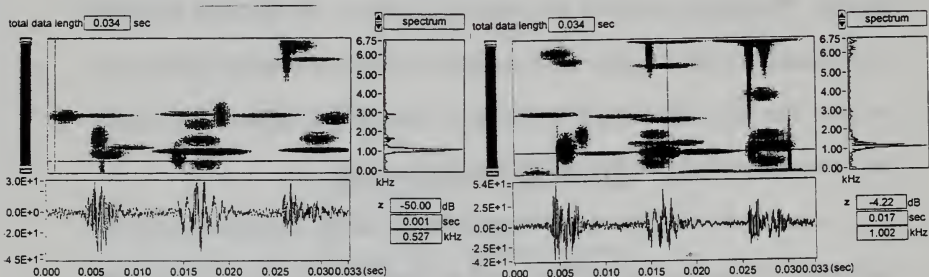 total data length 0.034 sec
spectrum
6.75
6.00
5.00
4.00
3.00
2.00
1.00
0.00
kHz
3.0E+1
0.0E+0
-2.0E+1
-4.5E+1
0.000 0.005 0.010 0.015 0.020 0.025 0.030 0.033 (sec)
z -50.00 dB
0.001 sec
0.527 kHz
total data length 0.034 sec
spectrum
6.75
6.00
5.00
4.00
3.00
2.00
1.00
0.00
kHz
5.4E+1
2.5E+1
0.0E+0
-2.5E+1
-4.2E+1
0.000 0.005 0.010 0.015 0.020 0.025 0.030 0.033 (sec)
z -4.22 dB
0.017 sec
1.002 kHz